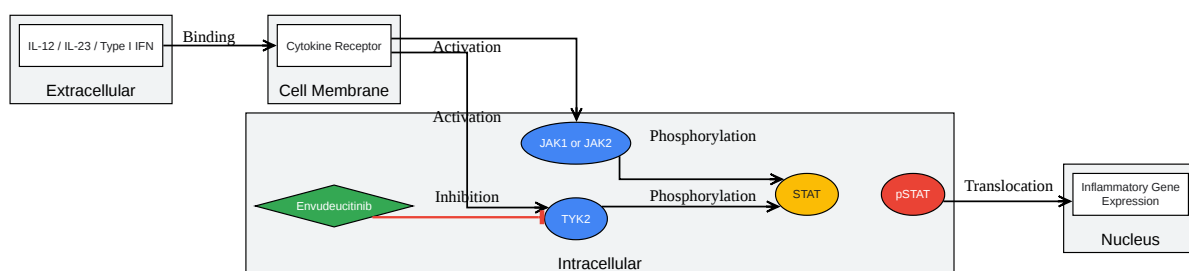 IL-12 / IL-23 / Type I IFN
Binding
Extracellular
Cytokine Receptor
Cell Membrane
Activation
Activation
JAK1 or JAK2
Phosphorylation
Envudeucitinib
Inhibition
TYK2
Phosphorylation
STAT
pSTAT
Intracellular
Translocation
Inflammatory Gene
Expression
Nucleus